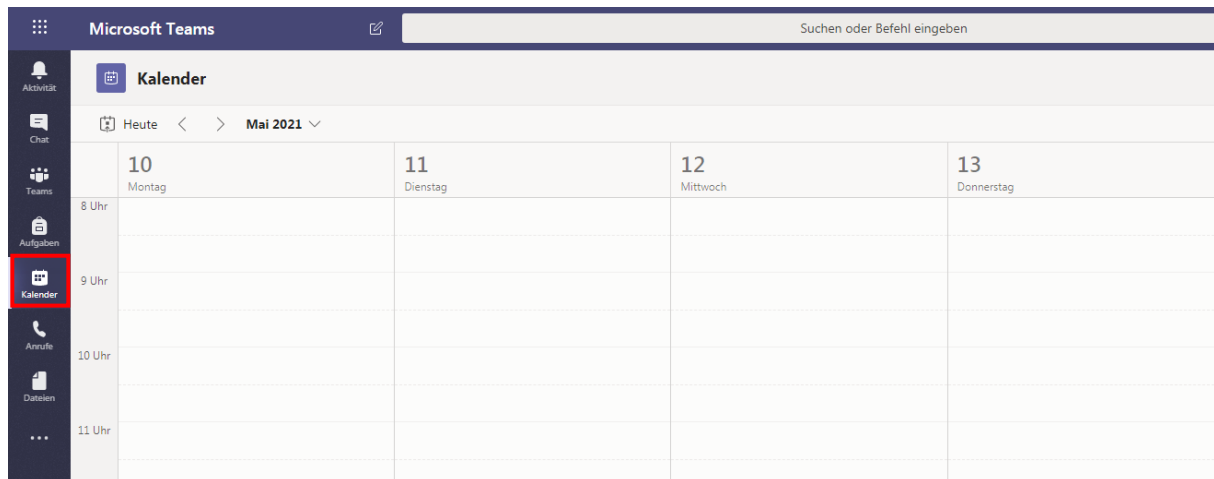 Microsoft Teams
Suchen oder Befehl eingeben
Aktivität
Chat
Teams
Aufgaben
Kalender
Anrufe
Dateien
Kalender
Heute
Mai 2021
10
Montag
11
Dienstag
12
Mittwoch
13
Donnerstag
8 Uhr
9 Uhr
10 Uhr
11 Uhr